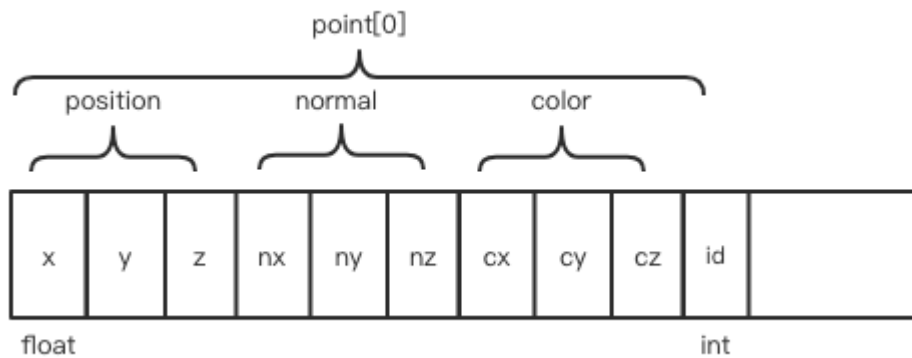 point[0]
position normal color
x y z nx ny nz cx cy cz id
float int